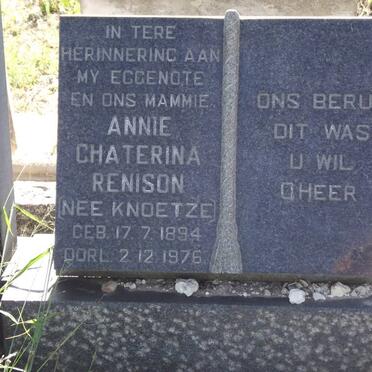 IN TERE
HERINNERING AAN
MY EGGENOTE
EN ONS MAMMIE.
ANNIE
CHATERINA
RENISON
(NEE KNOETZE)
GEB. 17.7.1894
OORL. 2.12.1976.
ONS BERU
DIT WAS
U WIL
O HEER